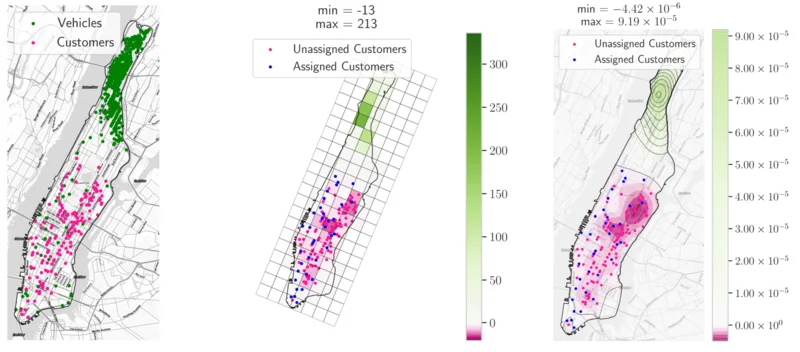 Vehicles
Customers
min = -13
max = 213
Unassigned Customers
Assigned Customers
300
250
200
150
100
50
0
min = −4.42 × 10⁻⁶
max = 9.19 × 10⁻⁵
Unassigned Customers
Assigned Customers
9.00 × 10⁻⁵
8.00 × 10⁻⁵
7.00 × 10⁻⁵
6.00 × 10⁻⁵
5.00 × 10⁻⁵
4.00 × 10⁻⁵
3.00 × 10⁻⁵
2.00 × 10⁻⁵
1.00 × 10⁻⁵
0.00 × 10⁰